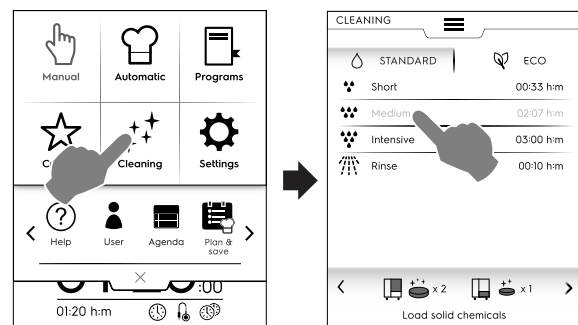 Manual
Automatic
Programs
Cleaning
Settings
?
Help
User
Agenda
Plan &
save
:00
01:20 h:m
CLEANING
STANDARD
ECO
Short 00:33 h:m
Medium 02:07 h:m
Intensive 03:00 h:m
Rinse 00:10 h:m
x 2
x 1
Load solid chemicals